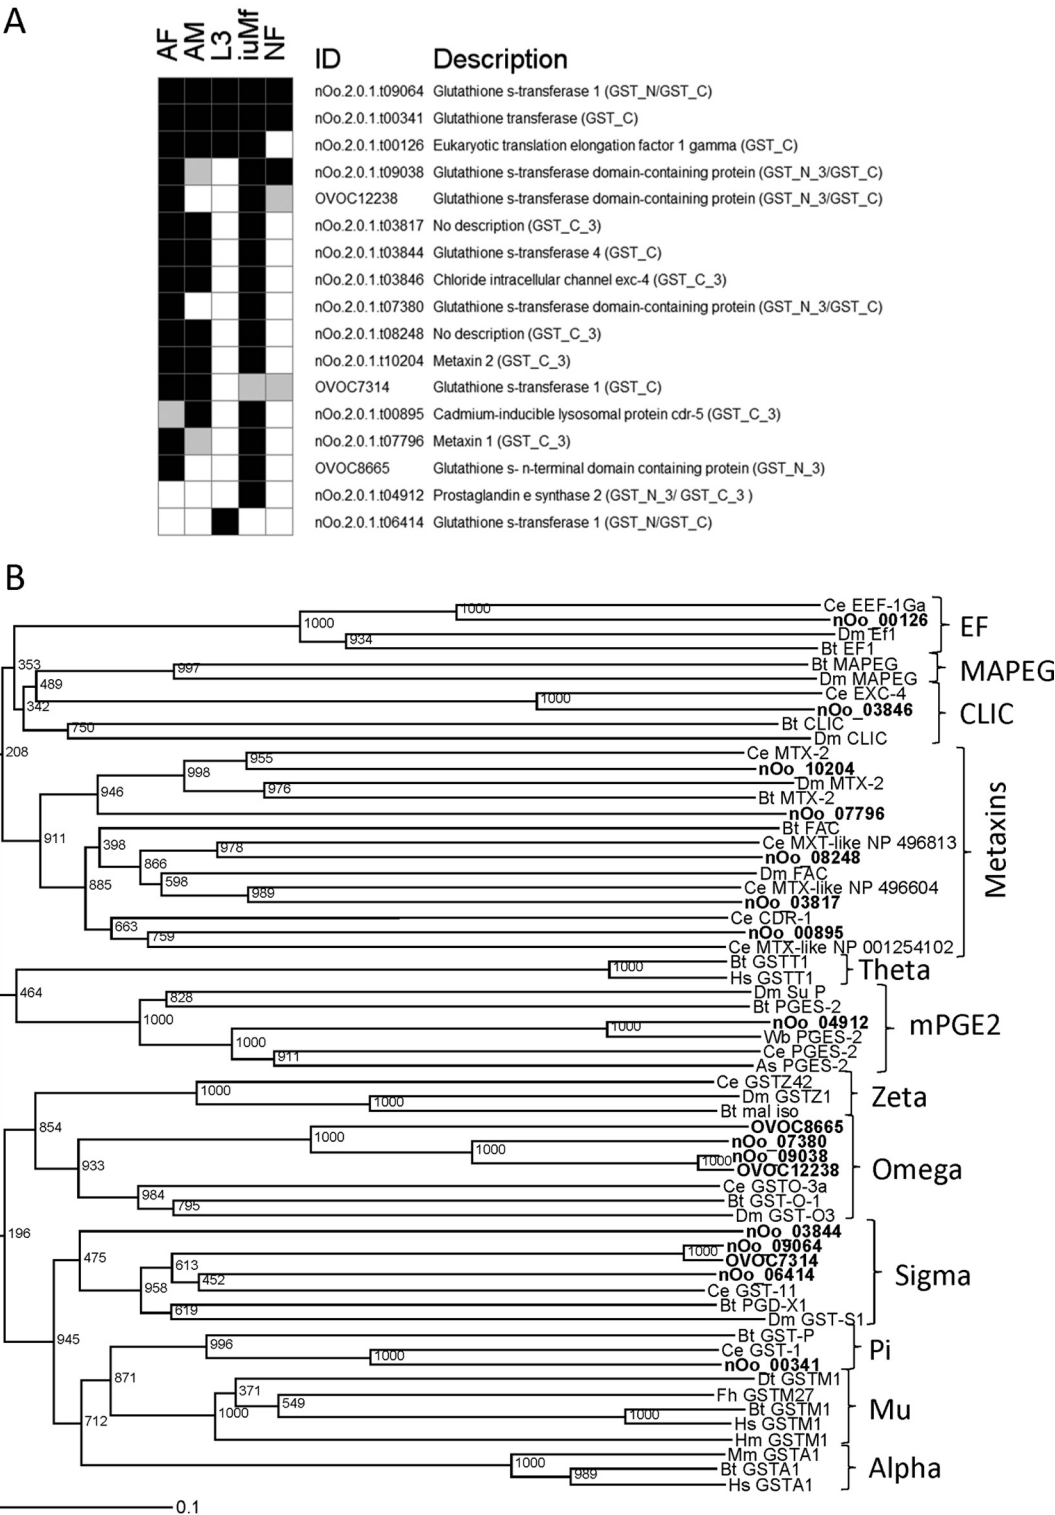 A
AF AM L3 iuMf NF
ID Description
nOo.2.0.1.t09064 Glutathione s-transferase 1 (GST_N/GST_C)
nOo.2.0.1.t00341 Glutathione transferase (GST_C)
nOo.2.0.1.t00126 Eukaryotic translation elongation factor 1 gamma (GST_C)
nOo.2.0.1.t09038 Glutathione s-transferase domain-containing protein (GST_N_3/GST_C)
OVOC12238 Glutathione s-transferase domain-containing protein (GST_N_3/GST_C)
nOo.2.0.1.t03817 No description (GST_C_3)
nOo.2.0.1.t03844 Glutathione s-transferase 4 (GST_C)
nOo.2.0.1.t03846 Chloride intracellular channel exc-4 (GST_C_3)
nOo.2.0.1.t07380 Glutathione s-transferase domain-containing protein (GST_N_3/GST_C)
nOo.2.0.1.t08248 No description (GST_C_3)
nOo.2.0.1.t10204 Metaxin 2 (GST_C_3)
OVOC7314 Glutathione s-transferase 1 (GST_C)
nOo.2.0.1.t00895 Cadmium-inducible lysosomal protein cdr-5 (GST_C_3)
nOo.2.0.1.t07796 Metaxin 1 (GST_C_3)
OVOC8665 Glutathione s- n-terminal domain containing protein (GST_N_3)
nOo.2.0.1.t04912 Prostaglandin e synthase 2 (GST_N_3/ GST_C_3 )
nOo.2.0.1.t06414 Glutathione s-transferase 1 (GST_N/GST_C)
B
1000 Ce EEF-1Ga
1000 nOo_00126
EF
934 Dm Ef1
Bt EF1
353
997 Bt MAPEG
MAPEG
Dm MAPEG
489
1000 Ce EXC-4
342 nOo_03846
CLIC
750 Bt CLIC
Dm CLIC
208
955 Ce MTX-2
998 nOo_10204
976 Dm MTX-2
946 Bt MTX-2
nOo_07796
911
Metaxins
398 Bt FAC
978 Ce MXT-like NP 496813
866 nOo_08248
885
598 Dm FAC
989 Ce MTX-like NP 496604
nOo_03817
663 Ce CDR-1
759 nOo_00895
Ce MTX-like NP 001254102
1000 Bt GSTT1
Theta
Hs GSTT1
464
828 Dm Su P
Bt PGES-2
1000
1000 nOo_04912
mPGE2
Wb PGES-2
1000
911 Ce PGES-2
As PGES-2
1000 Ce GSTZ42
1000 Dm GSTZ1
Zeta
Bt mal iso
854
1000 OVOC8665
1000 nOo_07380
933
1000 nOo_09038
Omega
OVOC12238
984 Ce GSTO-3a
795 Bt GST-O-1
Dm GST-O3
196
475 nOo_03844
1000 nOo_09064
613 OVOC7314
958
452 nOo_06414
Sigma
Ce GST-11
619 Bt PGD-X1
Dm GST-S1
945
996 Bt GST-P
1000 Ce GST-1
Pi
nOo_00341
871
371 Dt GSTM1
549 Fh GSTM27
1000
1000 Bt GSTM1
Mu
Hs GSTM1
712
Hm GSTM1
1000 Mm GSTA1
989 Bt GSTA1
Alpha
Hs GSTA1
0.1